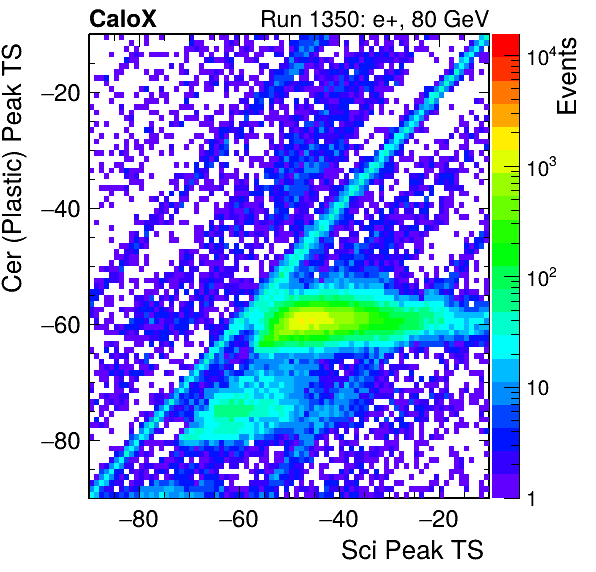 CaloX Run 1350: e+, 80 GeV
Cer (Plastic) Peak TS
−20
−40
−60
−80
−80 −60 −40 −20
Sci Peak TS
Events
10⁴
10³
10²
10
1